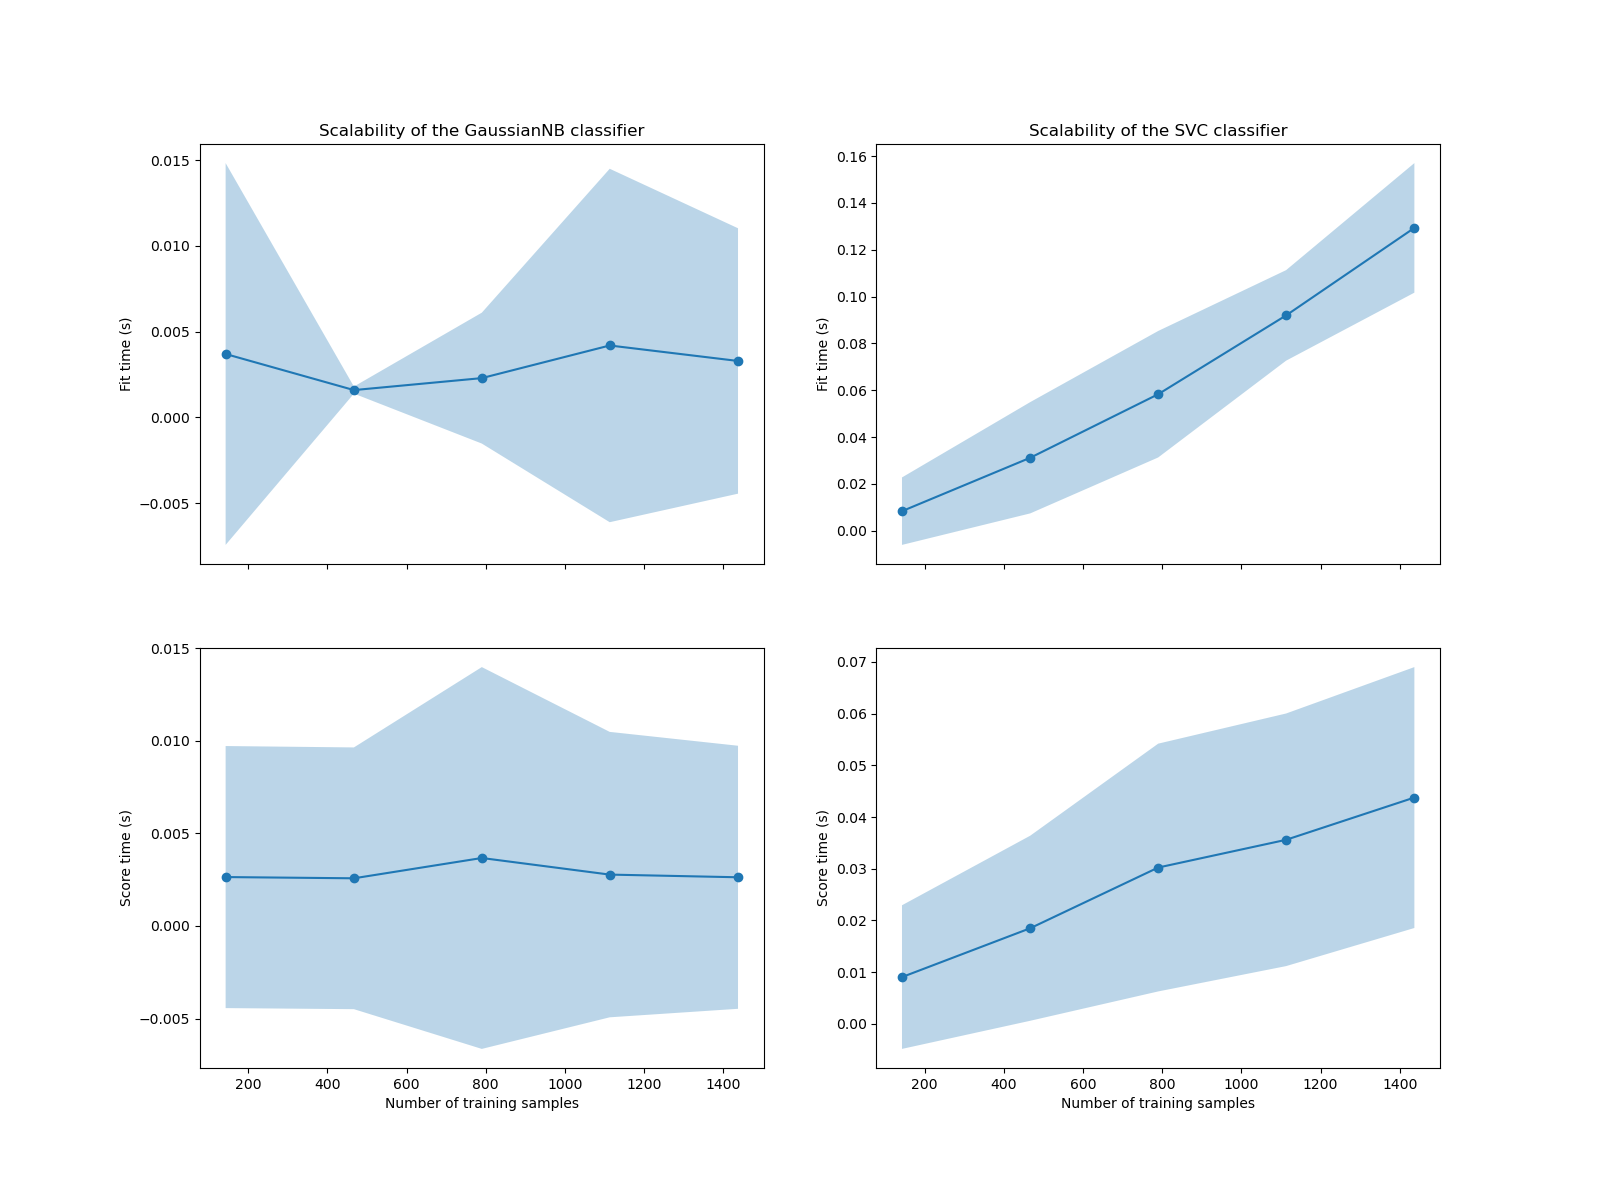 Scalability of the GaussianNB classifier
0.015
0.010
0.005
0.000
−0.005
Fit time (s)
Scalability of the SVC classifier
0.16
0.14
0.12
0.10
0.08
0.06
0.04
0.02
0.00
Fit time (s)
0.015
0.010
0.005
0.000
−0.005
Score time (s)
200 400 600 800 1000 1200 1400
Number of training samples
0.07
0.06
0.05
0.04
0.03
0.02
0.01
0.00
Score time (s)
200 400 600 800 1000 1200 1400
Number of training samples